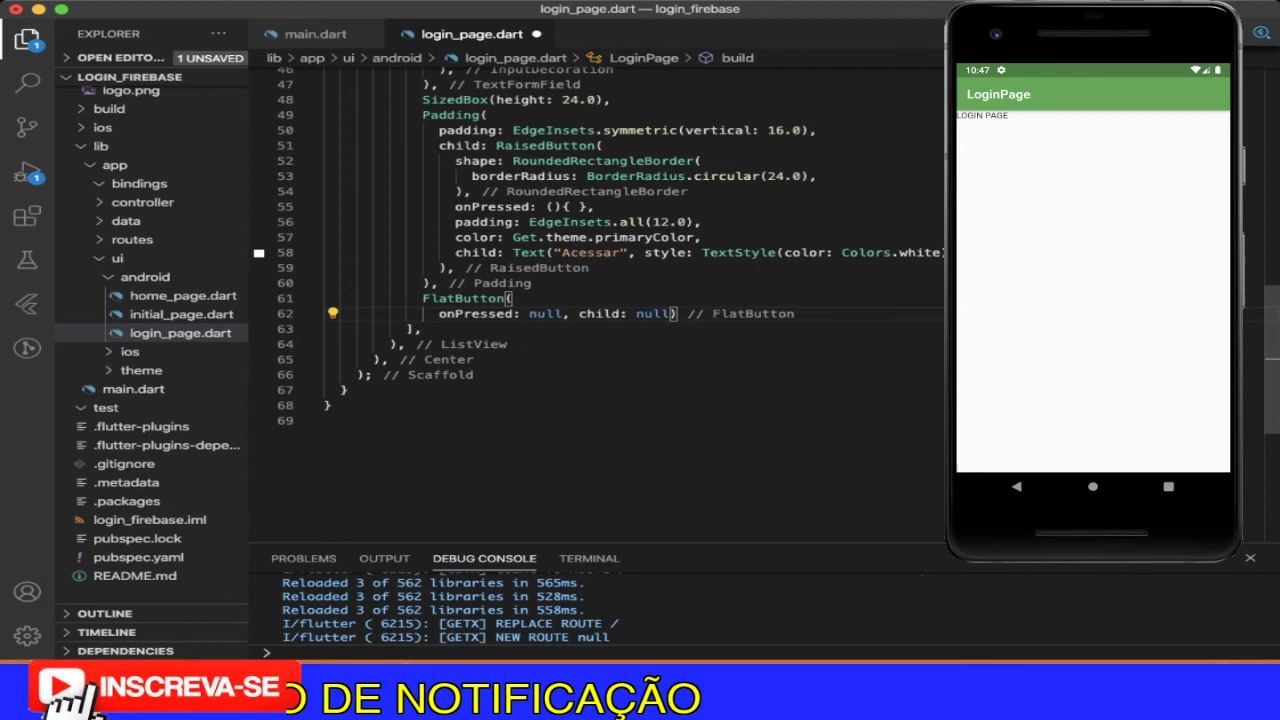 login_page.dart — login_firebase
EXPLORER
main.dart
login_page.dart
OPEN EDITO...
1 UNSAVED
lib > app > ui > android > login_page.dart > LoginPage > build
LOGIN_FIREBASE
logo.png
build
ios
lib
app
bindings
controller
data
routes
ui
android
home_page.dart
initial_page.dart
login_page.dart
ios
theme
main.dart
test
.flutter-plugins
.flutter-plugins-depe...
.gitignore
.metadata
.packages
login_firebase.iml
pubspec.lock
pubspec.yaml
README.md
OUTLINE
TIMELINE
DEPENDENCIES
46 ), // InputDecoration
47 ), // TextFormField
48 SizedBox(height: 24.0),
49 Padding(
50 padding: EdgeInsets.symmetric(vertical: 16.0),
51 child: RaisedButton(
52 shape: RoundedRectangleBorder(
53 borderRadius: BorderRadius.circular(24.0),
54 ), // RoundedRectangleBorder
55 onPressed: (){ },
56 padding: EdgeInsets.all(12.0),
57 color: Get.theme.primaryColor,
58 child: Text("Acessar", style: TextStyle(color: Colors.white)
59 ), // RaisedButton
60 ), // Padding
61 FlatButton(
62 onPressed: null, child: null) // FlatButton
63 ],
64 ), // ListView
65 ), // Center
66 ); // Scaffold
67 }
68 }
69
PROBLEMS OUTPUT DEBUG CONSOLE TERMINAL
Reloaded 3 of 562 libraries in 565ms.
Reloaded 3 of 562 libraries in 528ms.
Reloaded 3 of 562 libraries in 558ms.
I/flutter ( 6215): [GETX] REPLACE ROUTE /
I/flutter ( 6215): [GETX] NEW ROUTE null
>
10:47
LoginPage
LOGIN PAGE
INSCREVA-SE
O DE NOTIFICAÇÃO